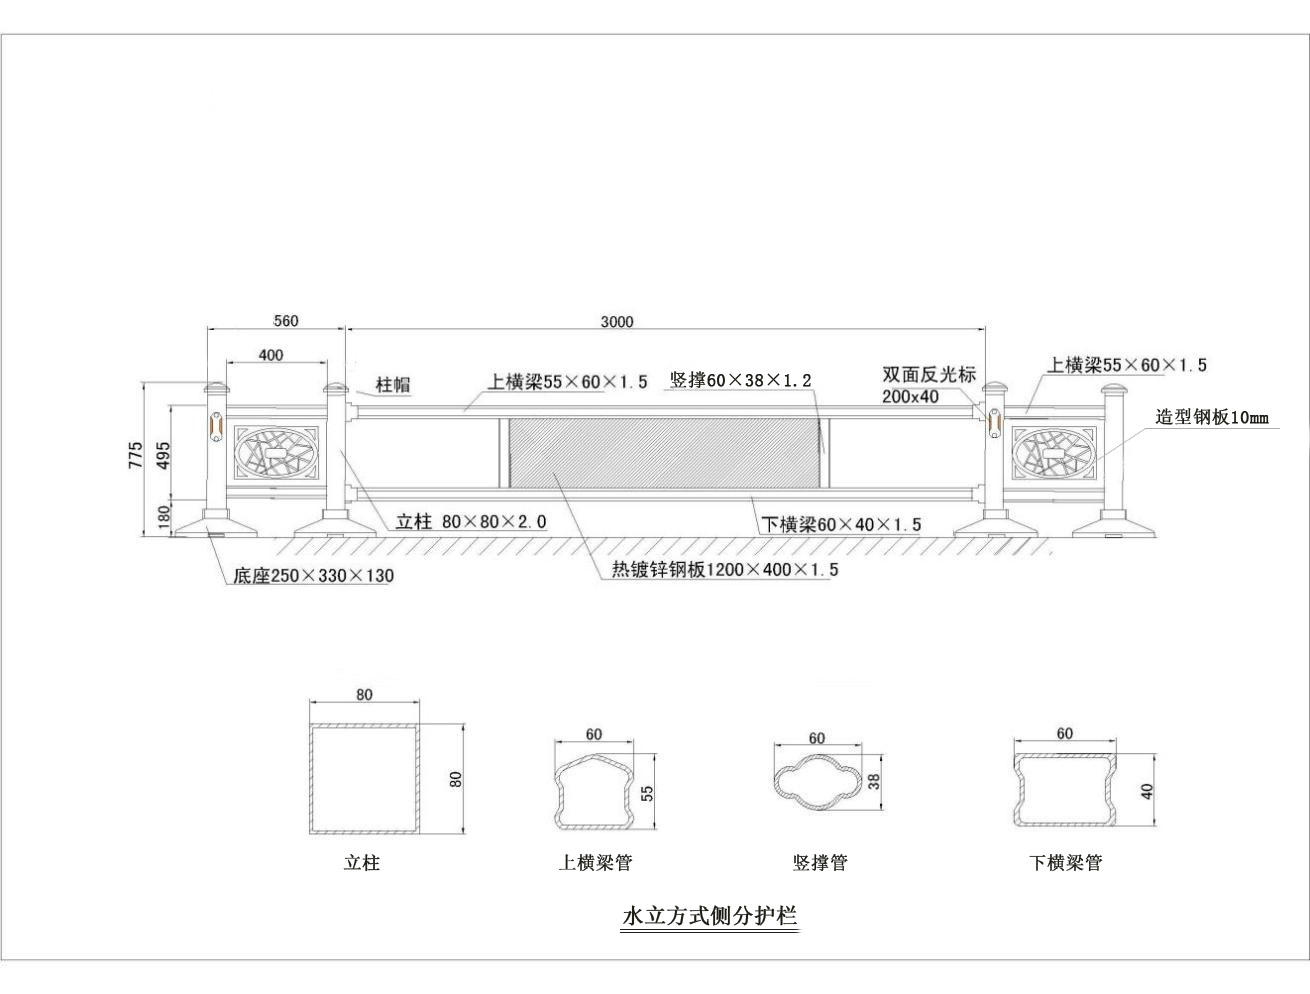 560
3000
400
柱帽
上横梁55×60×1.5
竖撑60×38×1.2
双面反光标
200x40
上横梁55×60×1.5
造型钢板10mm
775
495
180
立柱 80×80×2.0
下横梁60×40×1.5
底座250×330×130
热镀锌钢板1200×400×1.5
80
80
60
55
60
38
60
40
立柱
上横梁管
竖撑管
下横梁管
水立方式侧分护栏